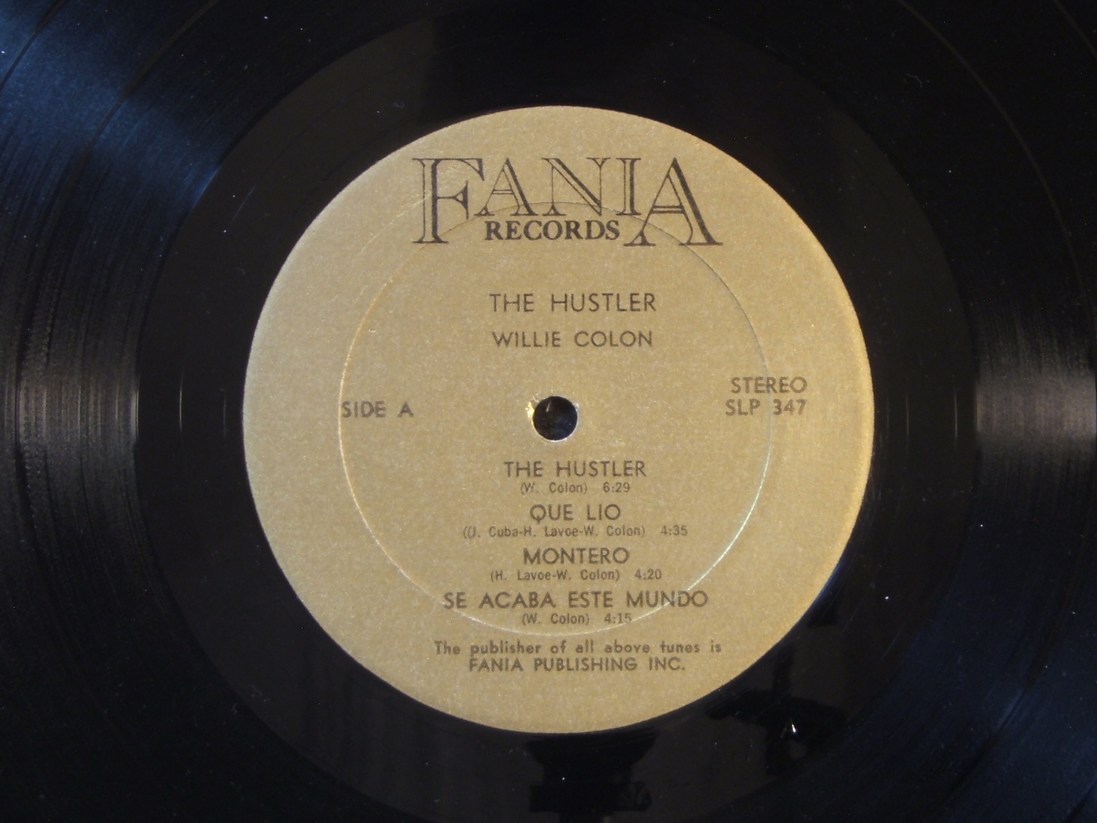 FANIA
RECORDS
THE HUSTLER
WILLIE COLON
SIDE A
STEREO
SLP 347
THE HUSTLER
(W. Colon) 6:29
QUE LIO
((J. Cuba-H. Lavoe-W. Colon) 4:35
MONTERO
(H. Lavoe-W. Colon) 4:20
SE ACABA ESTE MUNDO
(W. Colon) 4:15
The publisher of all above tunes is
FANIA PUBLISHING INC.